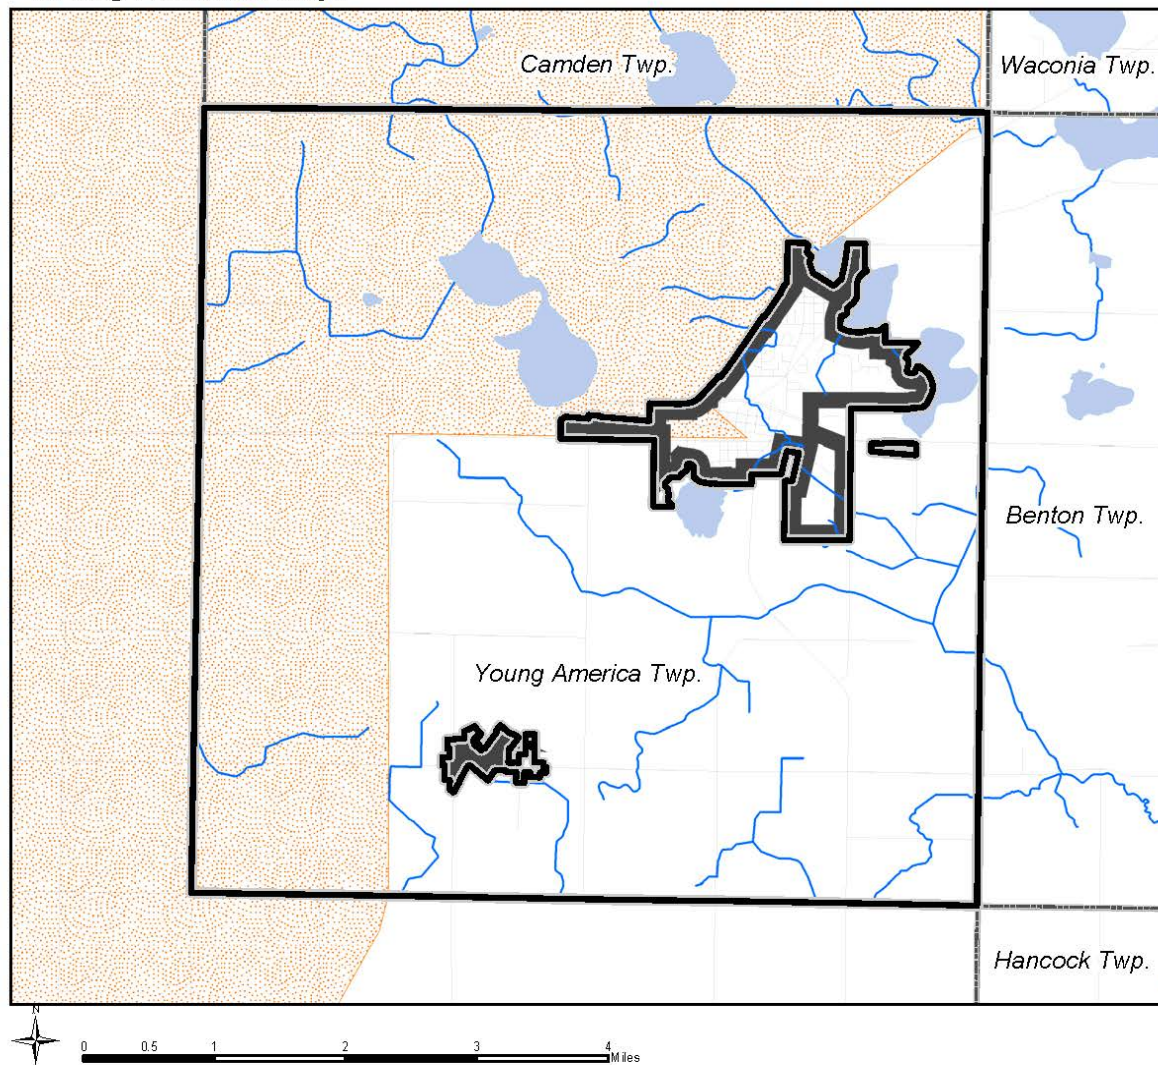 Camden Twp.
Waconia Twp.
Benton Twp.
Young America Twp.
Hancock Twp.
N
0 0.5 1 2 3 4
Miles